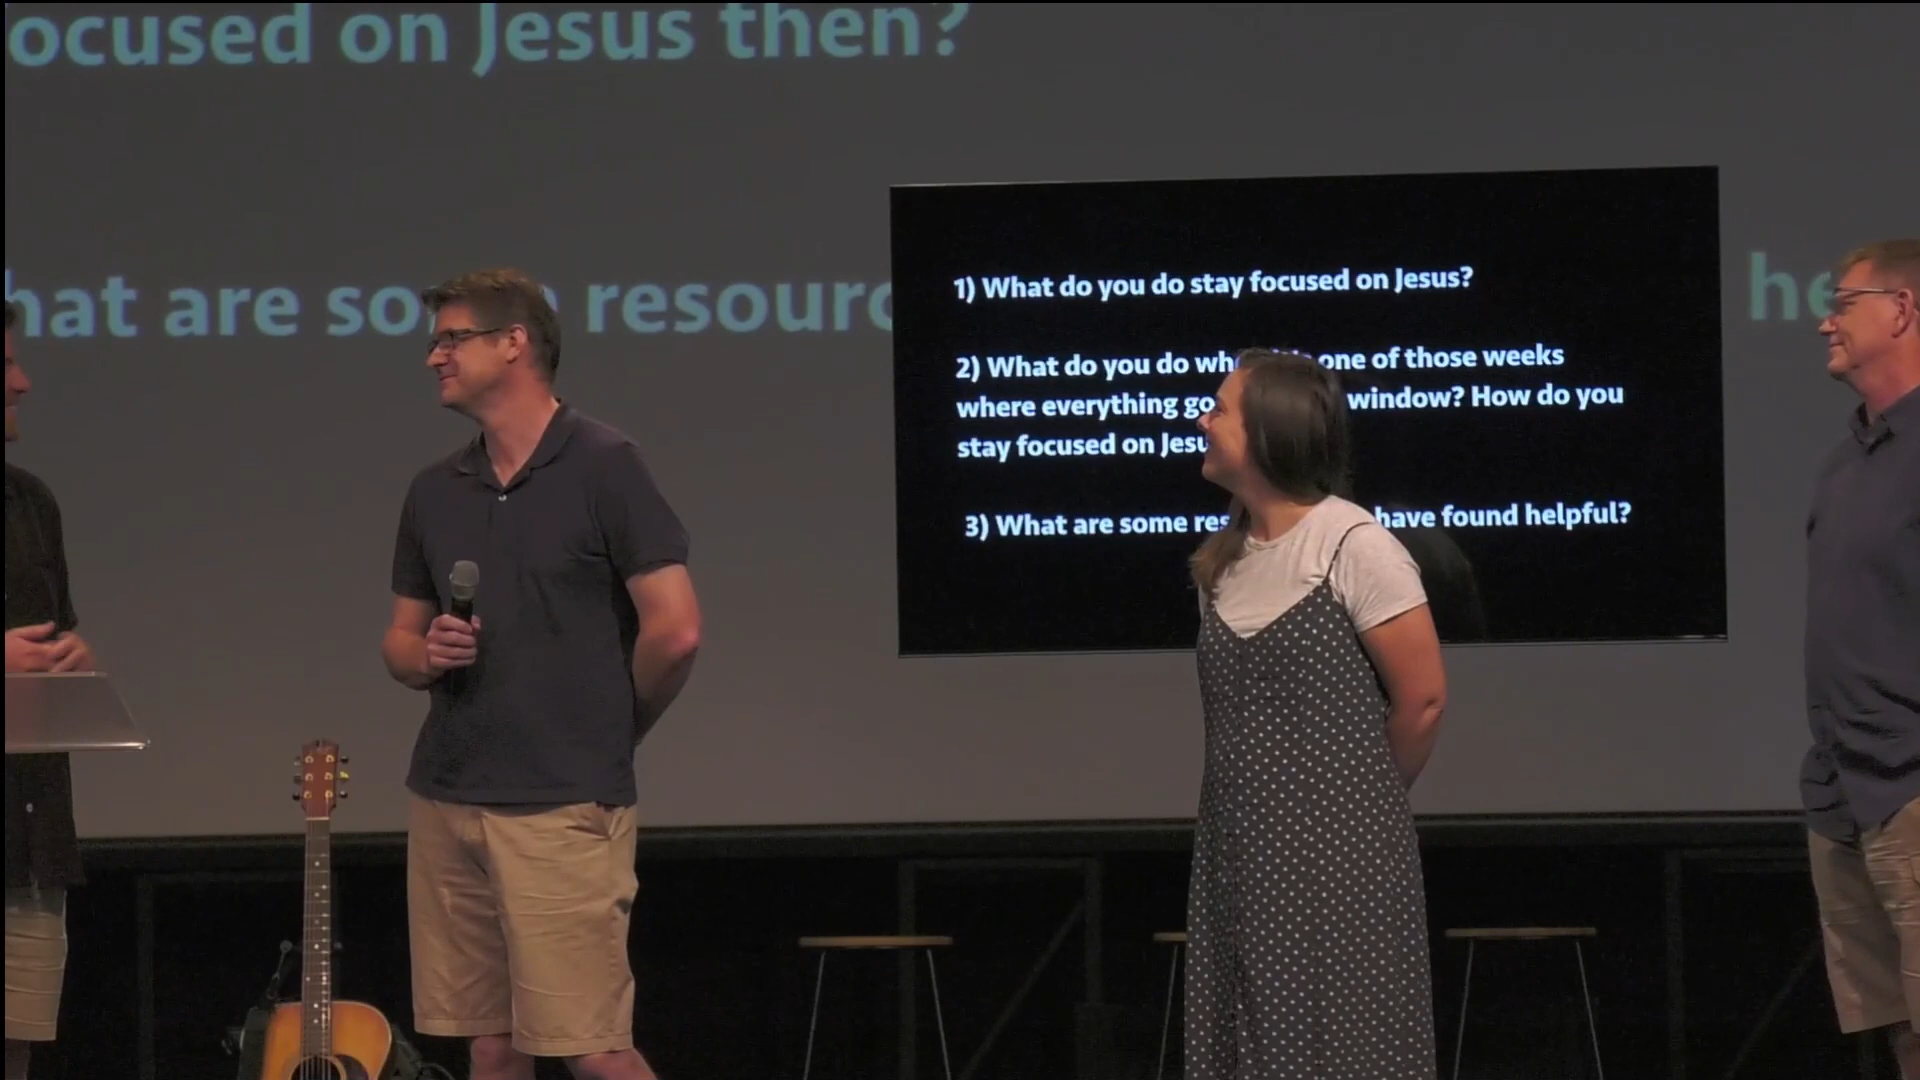 ocused on Jesus then?
hat are so resourc he
1) What do you do stay focused on Jesus?
2) What do you do wh one of those weeks
where everything go window? How do you
stay focused on Jesu
3) What are some res have found helpful?